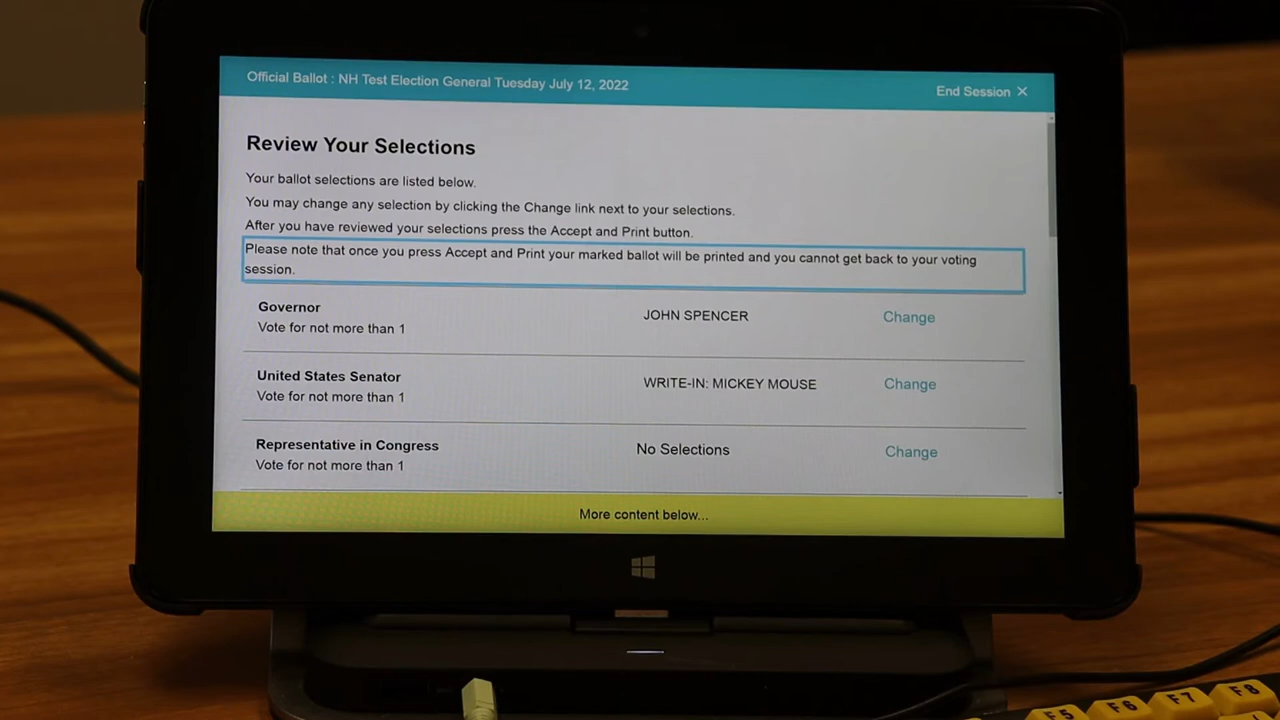 Official Ballot : NH Test Election General Tuesday July 12, 2022
End Session ✕
Review Your Selections
Your ballot selections are listed below.
You may change any selection by clicking the Change link next to your selections.
After you have reviewed your selections press the Accept and Print button.
Please note that once you press Accept and Print your marked ballot will be printed and you cannot get back to your voting
session.
Governor
Vote for not more than 1
JOHN SPENCER
Change
United States Senator
Vote for not more than 1
WRITE-IN: MICKEY MOUSE
Change
Representative in Congress
Vote for not more than 1
No Selections
Change
More content below...
F5 F6 F7 F8